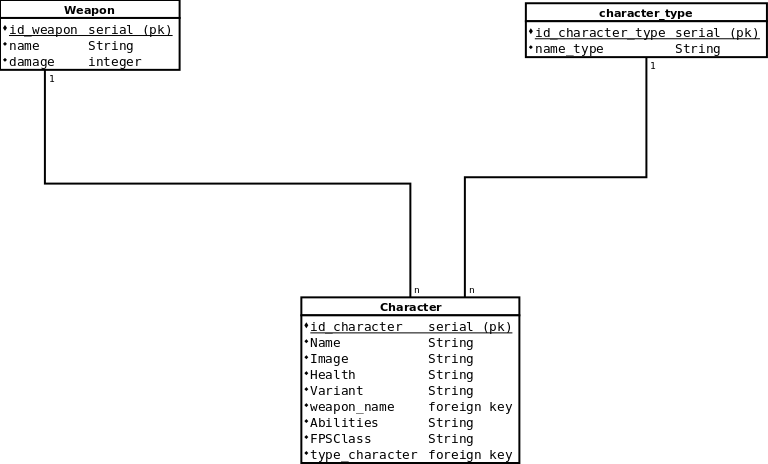 Weapon
id_weapon serial (pk)
name String
damage integer
character_type
id_character_type serial (pk)
name_type String
1
1
n
n
Character
id_character serial (pk)
Name String
Image String
Health String
Variant String
weapon_name foreign key
Abilities String
FPSClass String
type_character foreign key